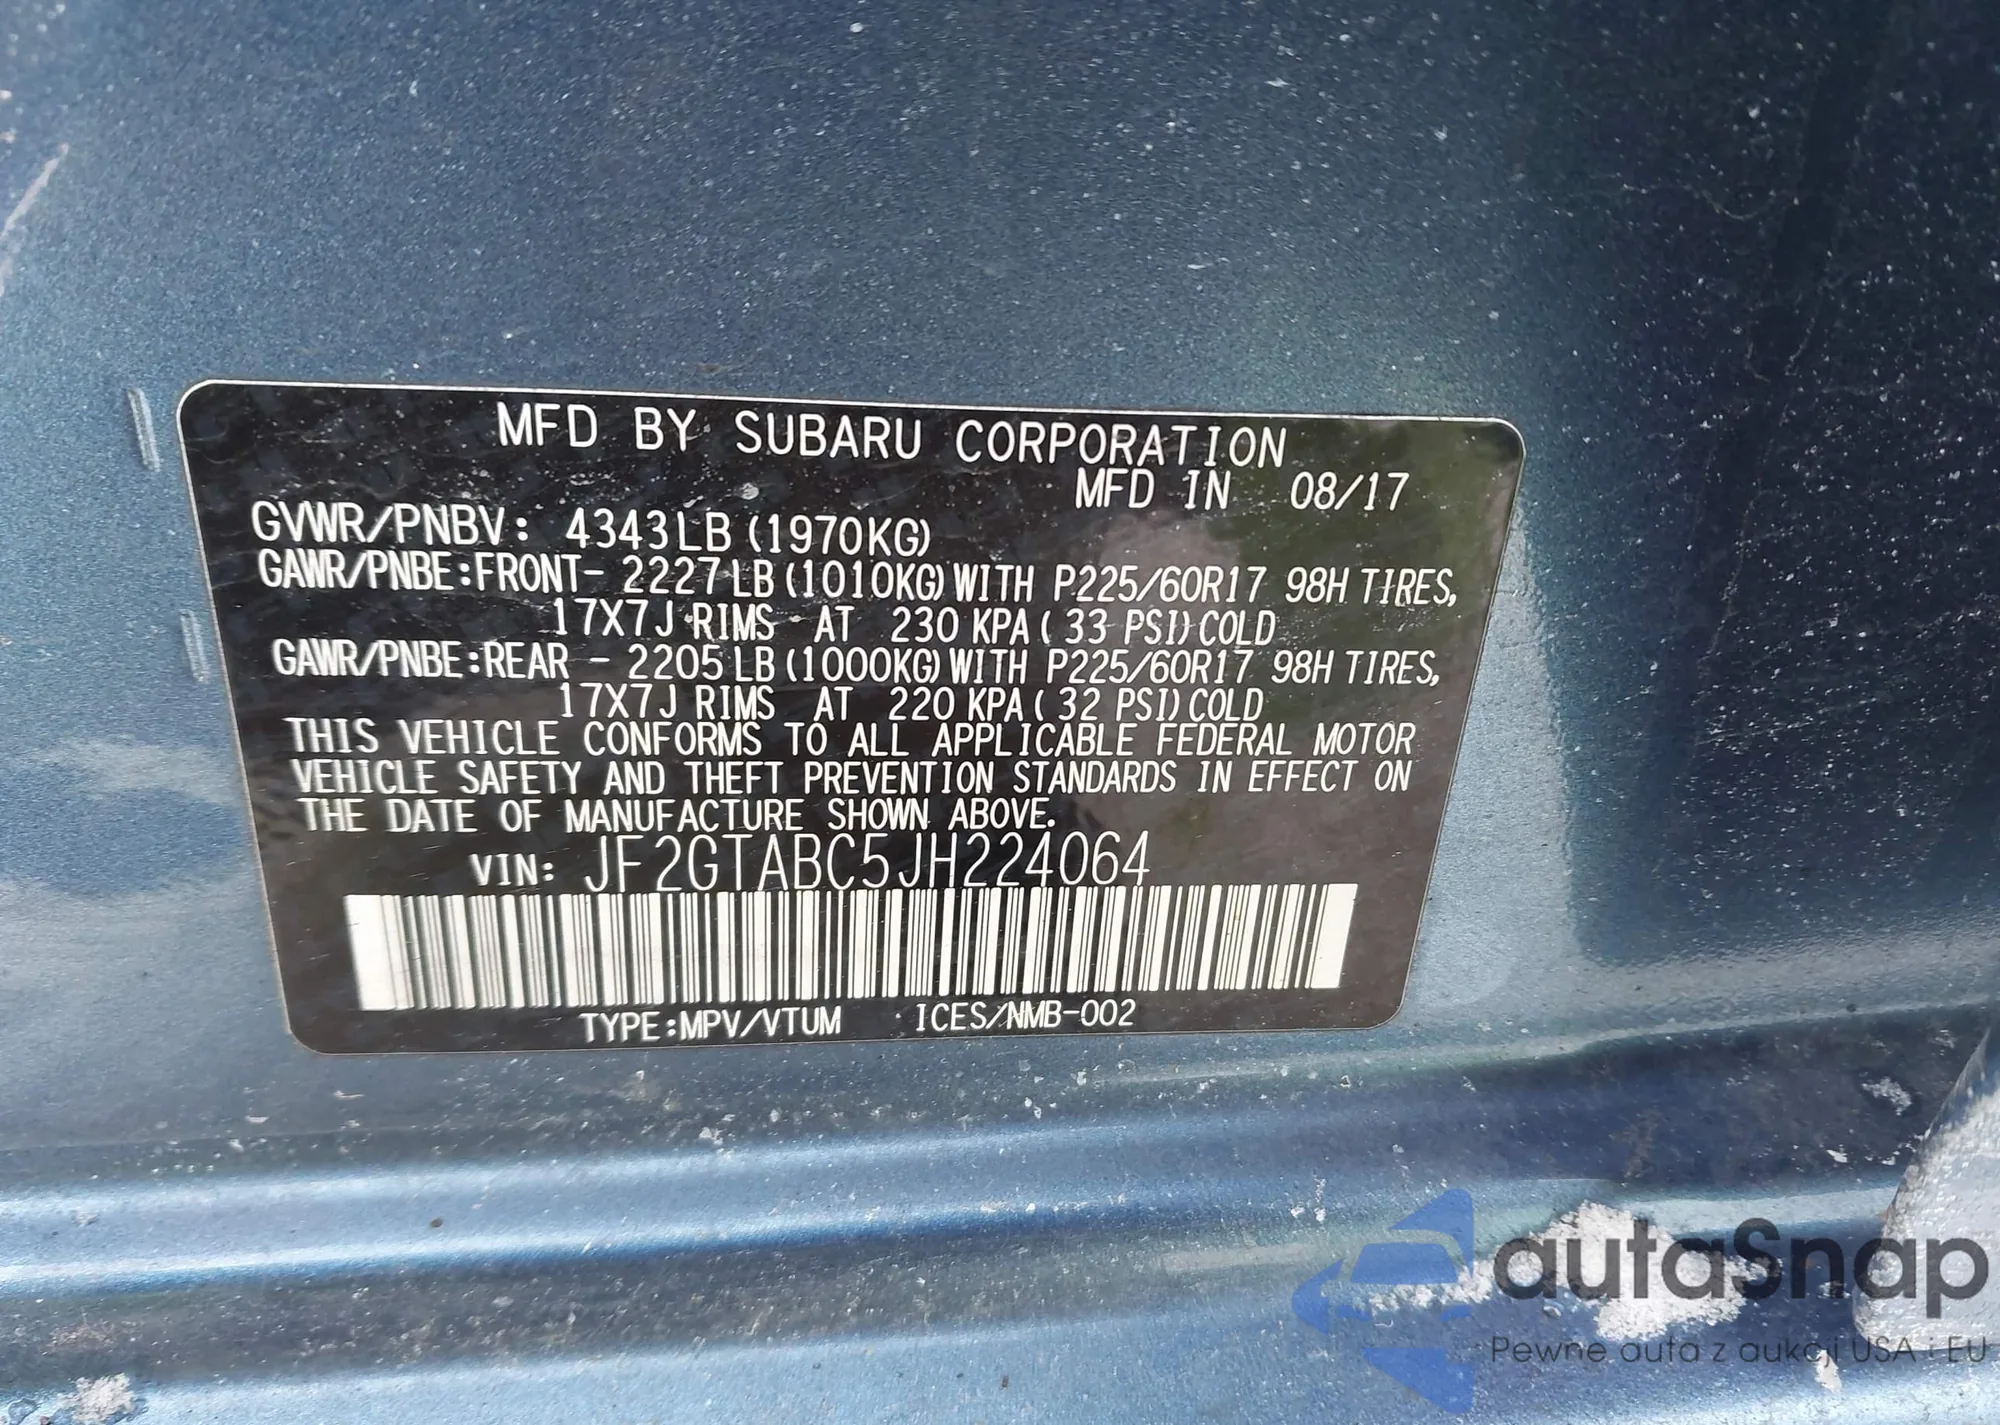 MFD BY SUBARU CORPORATION
MFD IN 08/17
GVWR/PNBV: 4343LB (1970KG)
GAWR/PNBE:FRONT- 2227LB (1010KG) WITH P225/60R17 98H TIRES,
17X7J RIMS AT 230 KPA ( 33 PSI) COLD
GAWR/PNBE:REAR - 2205LB (1000KG) WITH P225/60R17 98H TIRES,
17X7J RIMS AT 220 KPA ( 32 PSI) COLD
THIS VEHICLE CONFORMS TO ALL APPLICABLE FEDERAL MOTOR
VEHICLE SAFETY AND THEFT PREVENTION STANDARDS IN EFFECT ON
THE DATE OF MANUFACTURE SHOWN ABOVE.
VIN: JF2GTABC5JH224064
TYPE:MPV/VTUM ICES/NMB-002
autaSnap
Pewne auta z aukcji USA i EU